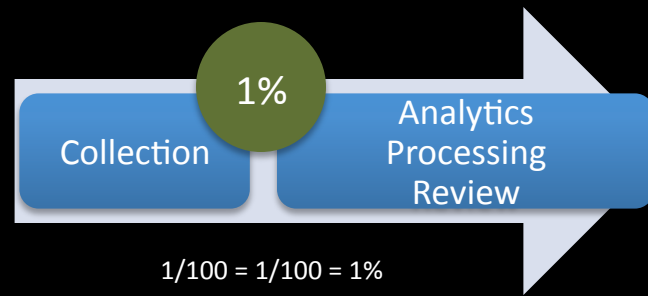 1%
Collection
Analytics
Processing
Review
1/100 = 1/100 = 1%